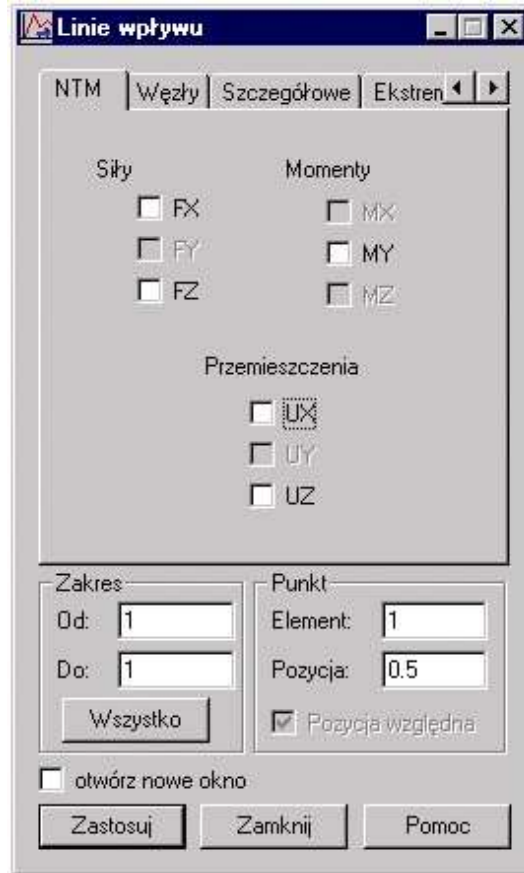 Linie wpływu
NTM Węzły Szczegółowe Ekstren
Siły Momenty
FX MX
FY MY
FZ MZ
Przemieszczenia
UX
UY
UZ
Zakres Punkt
Od: 1 Element: 1
Do: 1 Pozycja: 0.5
Wszystko Pozycja względna
otwórz nowe okno
Zastosuj Zamknij Pomoc